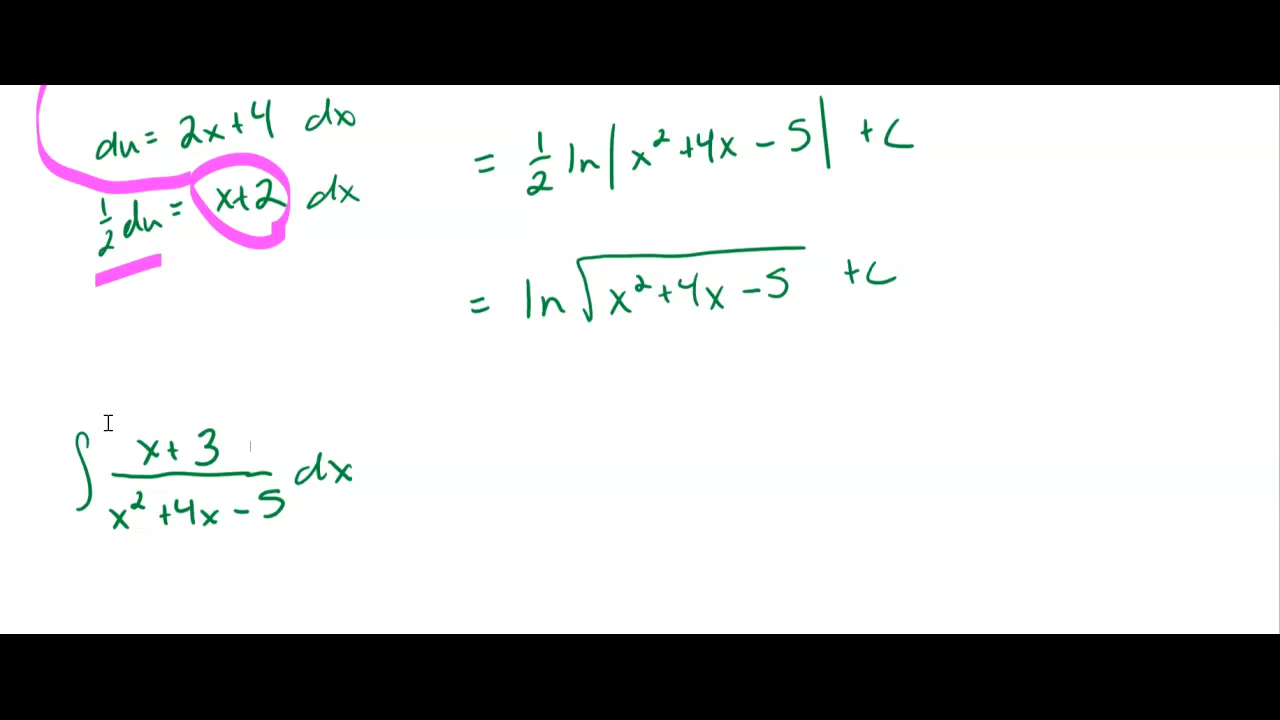 du = 2x+4 dx
½ du = x+2 dx
= ½ ln|x²+4x-5| +C
= ln√(x²+4x-5) +C
∫ (x+3)/(x²+4x-5) dx